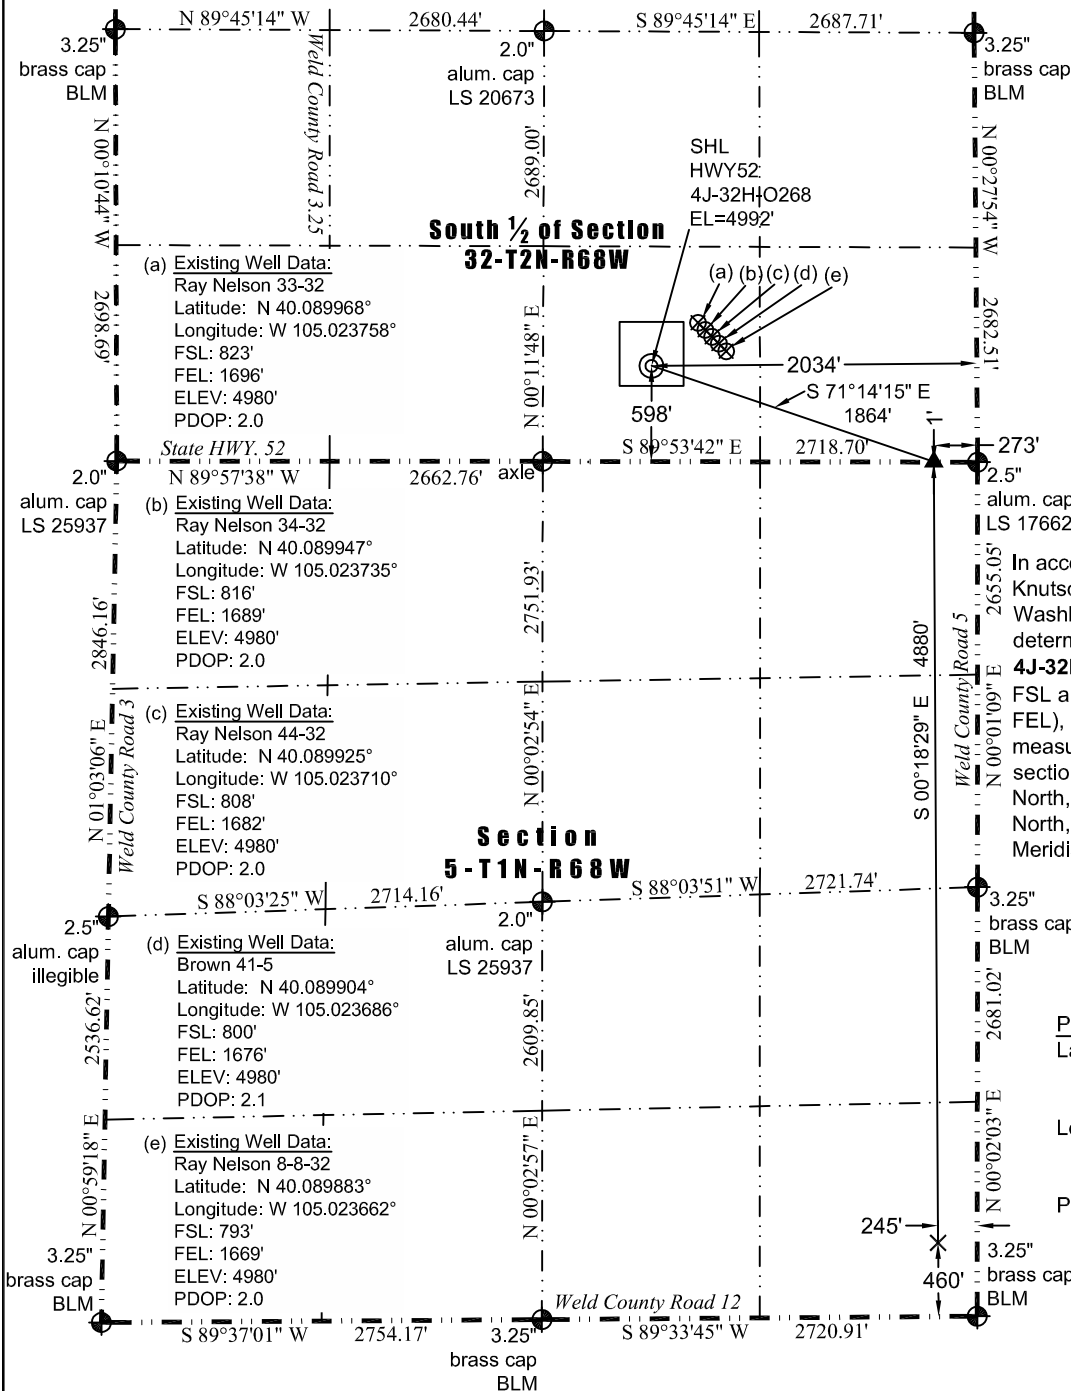 N 89°45'14" W
2680.44'
S 89°45'14" E
2687.71'
3.25"
brass cap
BLM
Weld County Road 3.25
2.0"
alum. cap
LS 20673
3.25"
brass cap
BLM
N 00°10'44" W
2698.69'
2689.00'
N 00°11'48" E
N 00°27'54" W
2682.51'
SHL
HWY52
4J-32H-O268
EL=4992'
South ½ of Section
32-T2N-R68W
(a) (b) (c) (d) (e)
(a) Existing Well Data:
Ray Nelson 33-32
Latitude: N 40.089968°
Longitude: W 105.023758°
FSL: 823'
FEL: 1696'
ELEV: 4980'
PDOP: 2.0
2034'
S 71°14'15" E
1864'
598'
1'
273'
State HWY. 52
N 89°57'38" W
2662.76'
axle
S 89°53'42" E
2718.70'
2.0"
alum. cap
LS 25937
2.5"
alum. cap
LS 17662
(b) Existing Well Data:
Ray Nelson 34-32
Latitude: N 40.089947°
Longitude: W 105.023735°
FSL: 816'
FEL: 1689'
ELEV: 4980'
PDOP: 2.0
2846.16'
N 01°03'06" E
Weld County Road 3
2751.93'
N 00°02'54" E
4880'
S 00°18'29" E
Weld County Road 5
2655.05'
N 00°01'09" E
In acco
Knutso
Wash
determ
4J-32
FSL a
FEL),
measu
sectio
North,
North,
Meridi
(c) Existing Well Data:
Ray Nelson 44-32
Latitude: N 40.089925°
Longitude: W 105.023710°
FSL: 808'
FEL: 1682'
ELEV: 4980'
PDOP: 2.0
Section
5-T1N-R68W
S 88°03'25" W
2714.16'
S 88°03'51" W
2721.74'
2.5"
alum. cap
illegible
2.0"
alum. cap
LS 25937
3.25"
brass cap
BLM
(d) Existing Well Data:
Brown 41-5
Latitude: N 40.089904°
Longitude: W 105.023686°
FSL: 800'
FEL: 1676'
ELEV: 4980'
PDOP: 2.1
2536.62'
N 00°59'18" E
2609.85'
N 00°02'57" E
2681.02'
N 00°02'03" E
P
La
Lo
P
(e) Existing Well Data:
Ray Nelson 8-8-32
Latitude: N 40.089883°
Longitude: W 105.023662°
FSL: 793'
FEL: 1669'
ELEV: 4980'
PDOP: 2.0
245'
460'
3.25"
brass cap
BLM
3.25"
brass cap
BLM
Weld County Road 12
S 89°37'01" W
2754.17'
3.25"
brass cap
BLM
S 89°33'45" W
2720.91'